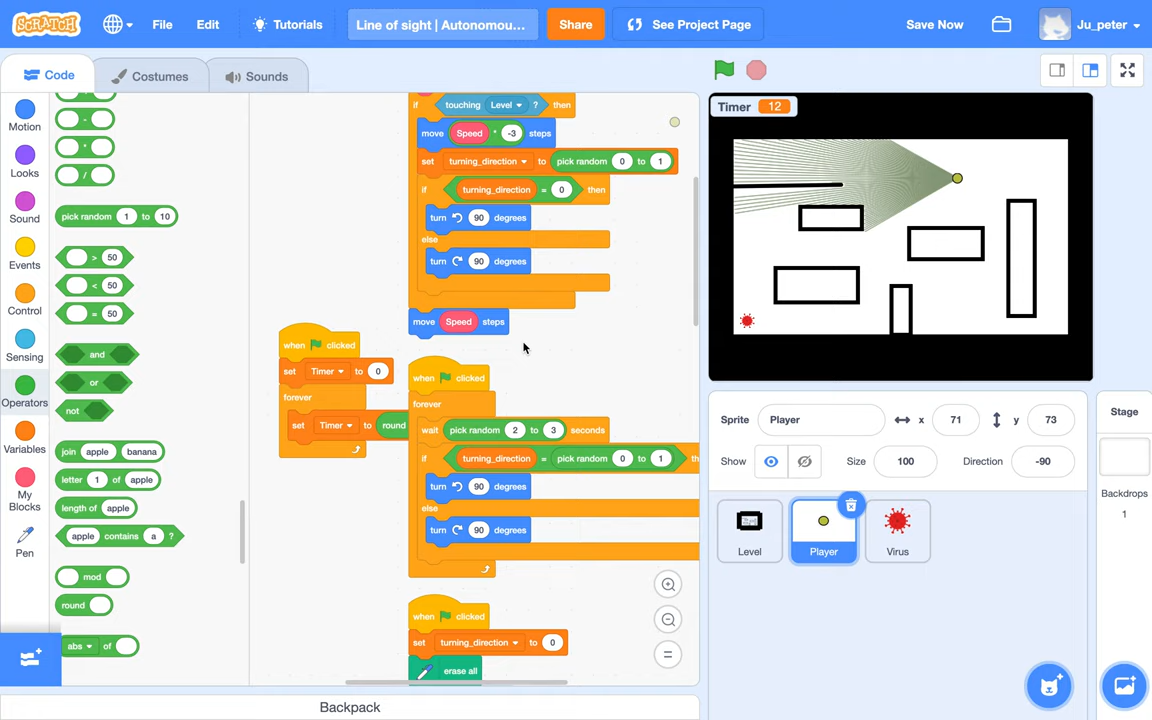 SCRATCH
File
Edit
Tutorials
Line of sight | Autonomou...
Share
See Project Page
Save Now
Ju_peter
Code
Costumes
Sounds
Motion
Looks
Sound
Events
Control
Sensing
Operators
Variables
My
Blocks
Pen
-
*
/
pick random 1 to 10
> 50
< 50
= 50
and
or
not
join apple banana
letter 1 of apple
length of apple
apple contains a ?
mod
round
abs of
if touching Level ? then
move Speed * -3 steps
set turning_direction to pick random 0 to 1
if turning_direction = 0 then
turn 90 degrees
else
turn 90 degrees
move Speed steps
when clicked
set Timer to 0
forever
set Timer to round
when clicked
forever
wait pick random 2 to 3 seconds
if turning_direction = pick random 0 to 1 th
turn 90 degrees
else
turn 90 degrees
when clicked
set turning_direction to 0
erase all
=
Backpack
Timer 12
Sprite Player x 71 y 73
Show Size 100 Direction -90
Level
Player
Virus
Stage
Backdrops
1